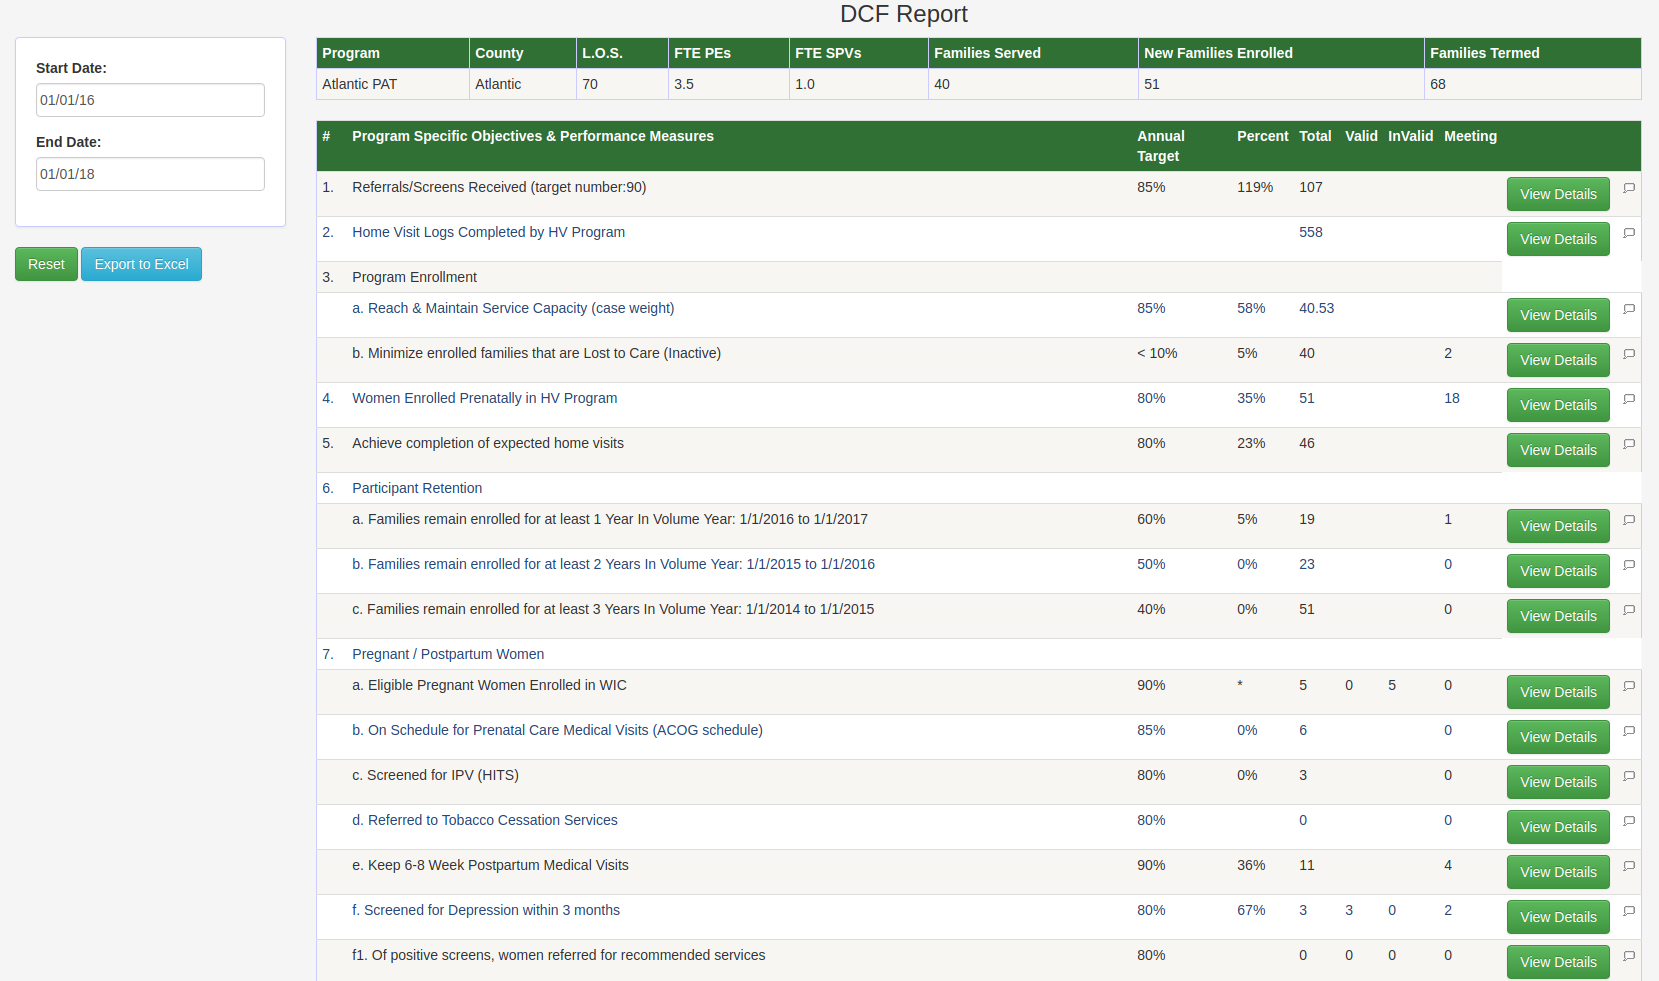 DCF Report
Start Date:
01/01/16
End Date:
01/01/18
Reset Export to Excel
Program County L.O.S. FTE PEs FTE SPVs Families Served New Families Enrolled Families Termed
Atlantic PAT Atlantic 70 3.5 1.0 40 51 68
# Program Specific Objectives & Performance Measures Annual Target Percent Total Valid InValid Meeting
1. Referrals/Screens Received (target number:90) 85% 119% 107 View Details
2. Home Visit Logs Completed by HV Program 558 View Details
3. Program Enrollment
a. Reach & Maintain Service Capacity (case weight) 85% 58% 40.53 View Details
b. Minimize enrolled families that are Lost to Care (Inactive) < 10% 5% 40 2 View Details
4. Women Enrolled Prenatally in HV Program 80% 35% 51 18 View Details
5. Achieve completion of expected home visits 80% 23% 46 View Details
6. Participant Retention
a. Families remain enrolled for at least 1 Year In Volume Year: 1/1/2016 to 1/1/2017 60% 5% 19 1 View Details
b. Families remain enrolled for at least 2 Years In Volume Year: 1/1/2015 to 1/1/2016 50% 0% 23 0 View Details
c. Families remain enrolled for at least 3 Years In Volume Year: 1/1/2014 to 1/1/2015 40% 0% 51 0 View Details
7. Pregnant / Postpartum Women
a. Eligible Pregnant Women Enrolled in WIC 90% * 5 0 5 0 View Details
b. On Schedule for Prenatal Care Medical Visits (ACOG schedule) 85% 0% 6 0 View Details
c. Screened for IPV (HITS) 80% 0% 3 0 View Details
d. Referred to Tobacco Cessation Services 80% 0 0 View Details
e. Keep 6-8 Week Postpartum Medical Visits 90% 36% 11 4 View Details
f. Screened for Depression within 3 months 80% 67% 3 3 0 2 View Details
f1. Of positive screens, women referred for recommended services 80% 0 0 0 0 View Details